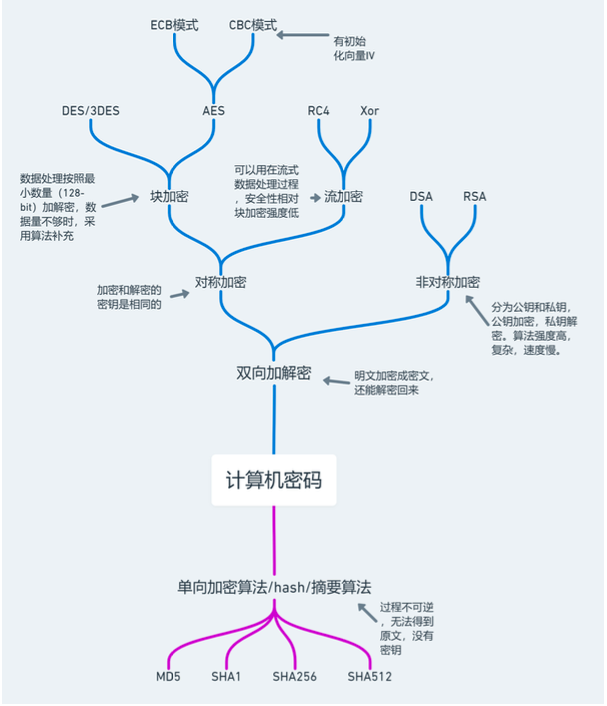 ECB模式
CBC模式
有初始
化向量IV
DES/3DES
AES
RC4
Xor
数据处理按照最
小数量（128-
bit）加解密，数
据量不够时，采
用算法补充
块加密
可以用在流式
数据处理过程
，安全性相对
块加密强度低
流加密
DSA
RSA
加密和解密的
密钥是相同的
对称加密
非对称加密
分为公钥和私钥，
公钥加密，私钥解
密。算法强度高，
复杂，速度慢。
双向加解密
明文加密成密文，
还能解密回来
计算机密码
单向加密算法/hash/摘要算法
过程不可逆
，无法得到
原文，没有
密钥
MD5
SHA1
SHA256
SHA512